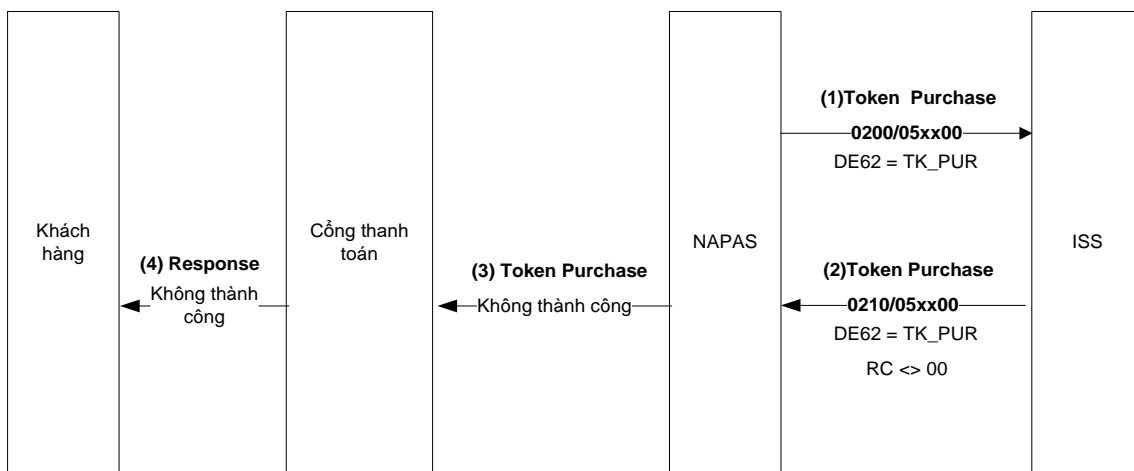 Khách
hàng
(4) Response
Không thành
công
Cổng thanh
toán
(3) Token Purchase
Không thành công
NAPAS
(1)Token Purchase
0200/05xx00
DE62 = TK_PUR
(2)Token Purchase
0210/05xx00
DE62 = TK_PUR
RC <> 00
ISS